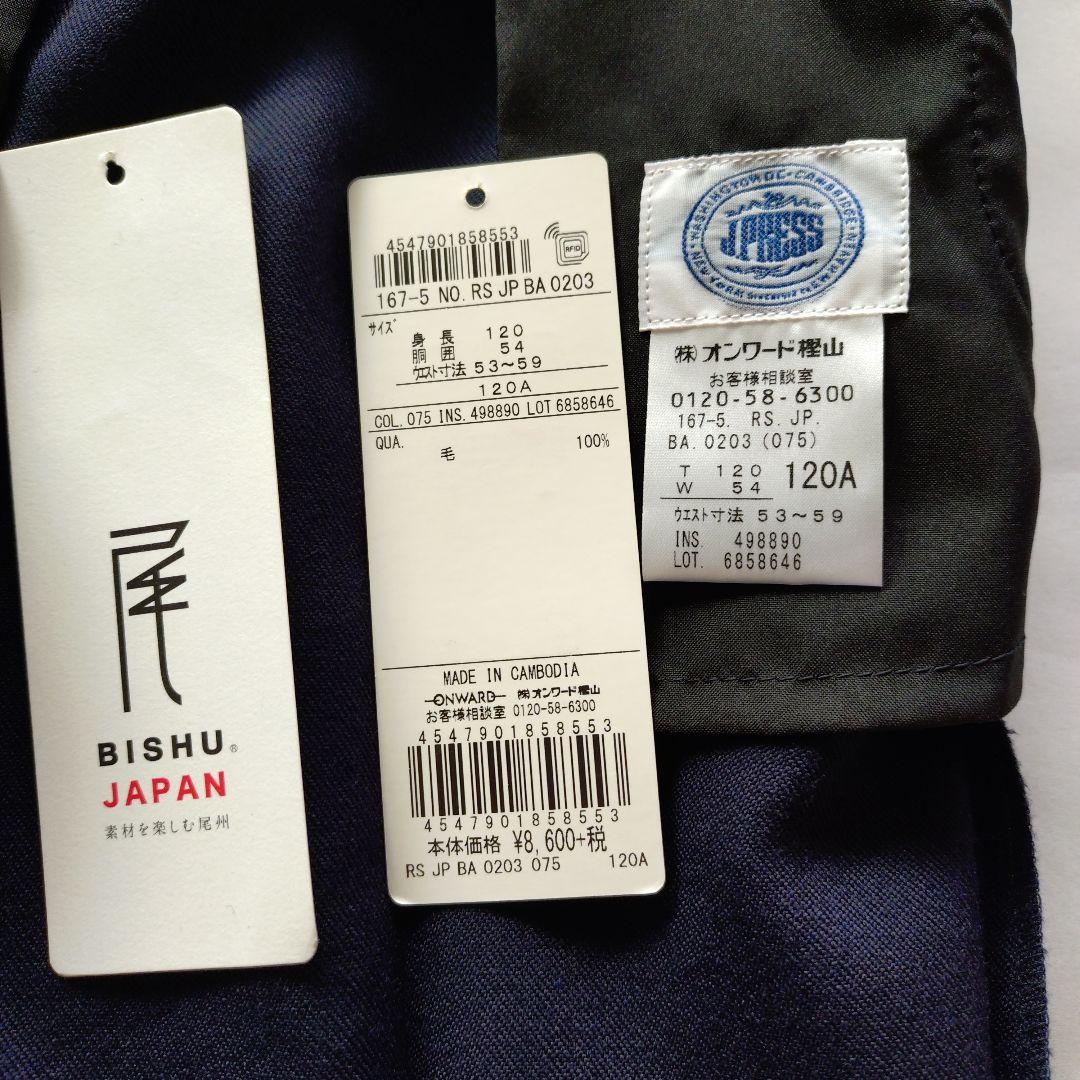 尾
BISHU®
JAPAN
素材を楽しむ尾州
4547901858553
RFID
167-5 NO. RS JP BA 0203
サイズ
身長 120
胴囲 54
ウエスト寸法 53～59
120A
COL. 075 INS. 498890 LOT 6858646
QUA.
毛 100%
MADE IN CAMBODIA
ONWARD ㈱オンワード樫山
お客様相談室 0120-58-6300
4547901858553
4547901858553
本体価格 ¥8,600+税
RS JP BA 0203 075 120A
J.PRESS
㈱オンワード樫山
お客様相談室
0120-58-6300
167-5. RS. JP.
BA. 0203 (075)
T 120
W 54
120A
ウエスト寸法 53～59
INS. 498890
LOT. 6858646